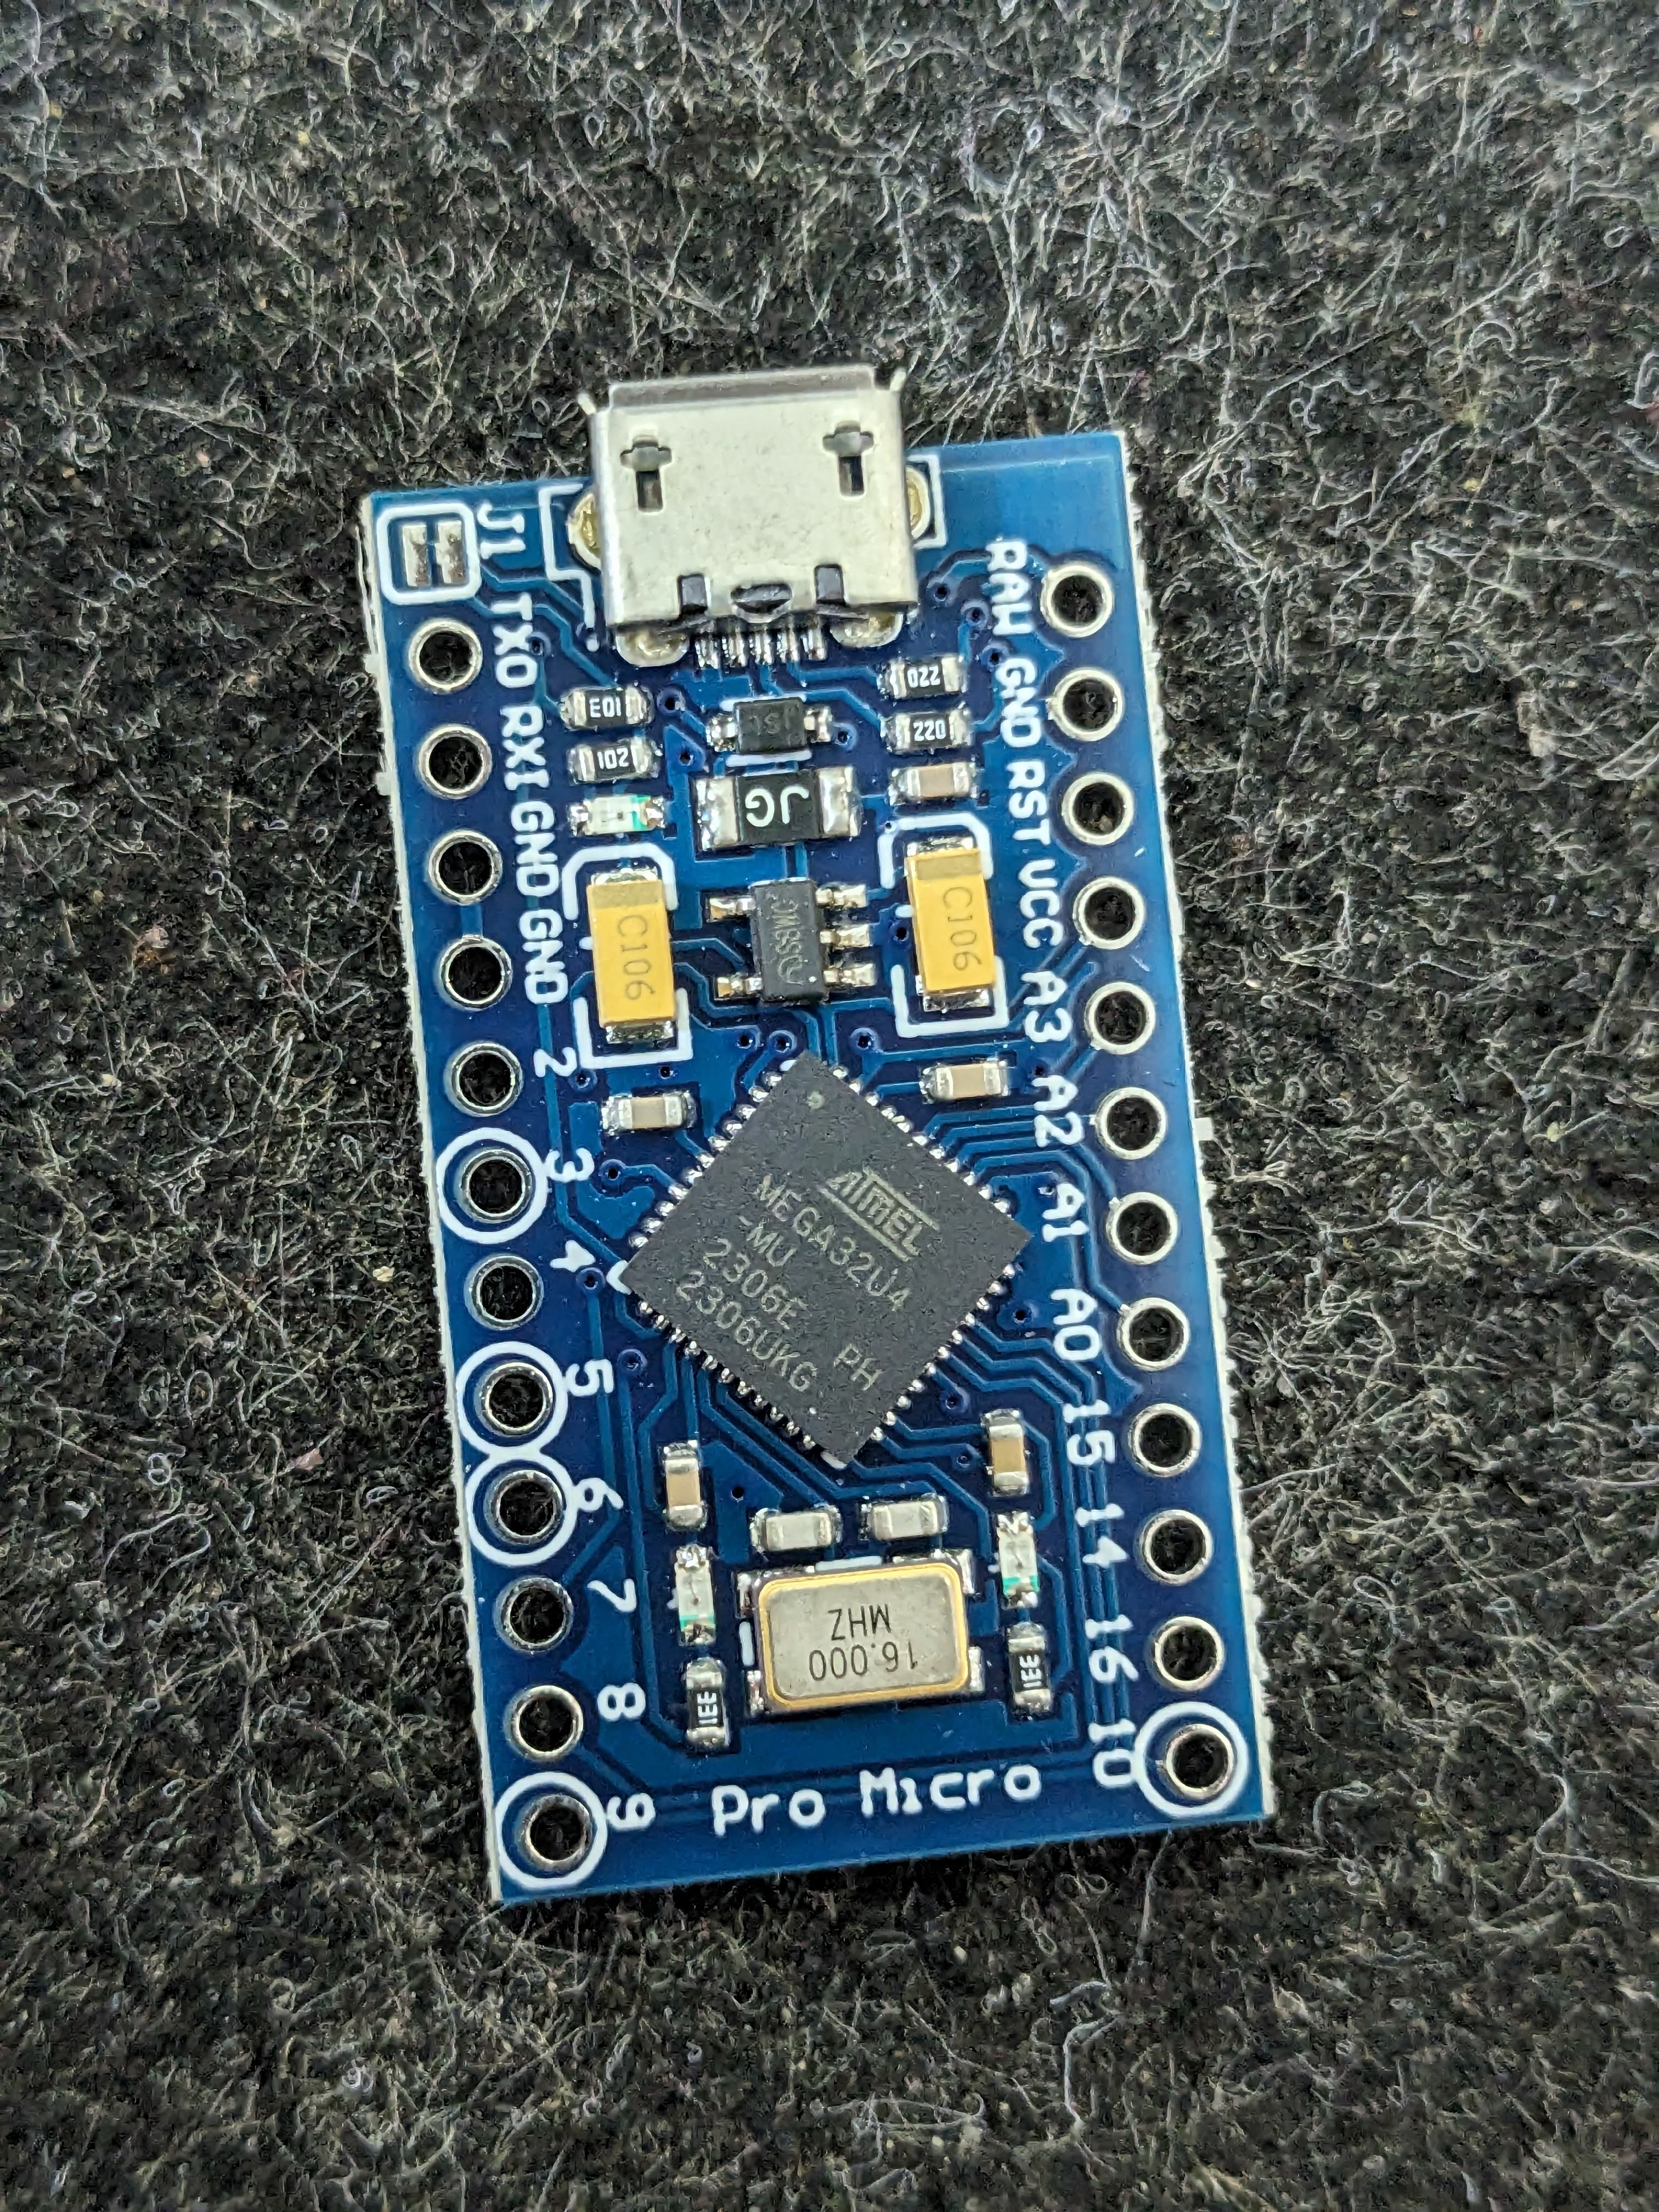 J1
TXO
RXI
GND
GND
2
3
4
5
6
7
8
9
RAW
GND
RST
VCC
A3
A2
A1
A0
15
14
16
10
220
220
102
JG
C106
C106
ATMEL
MEGA32U4
-MU
2306E PH
2306UKG
16.000
MHZ
Pro Micro